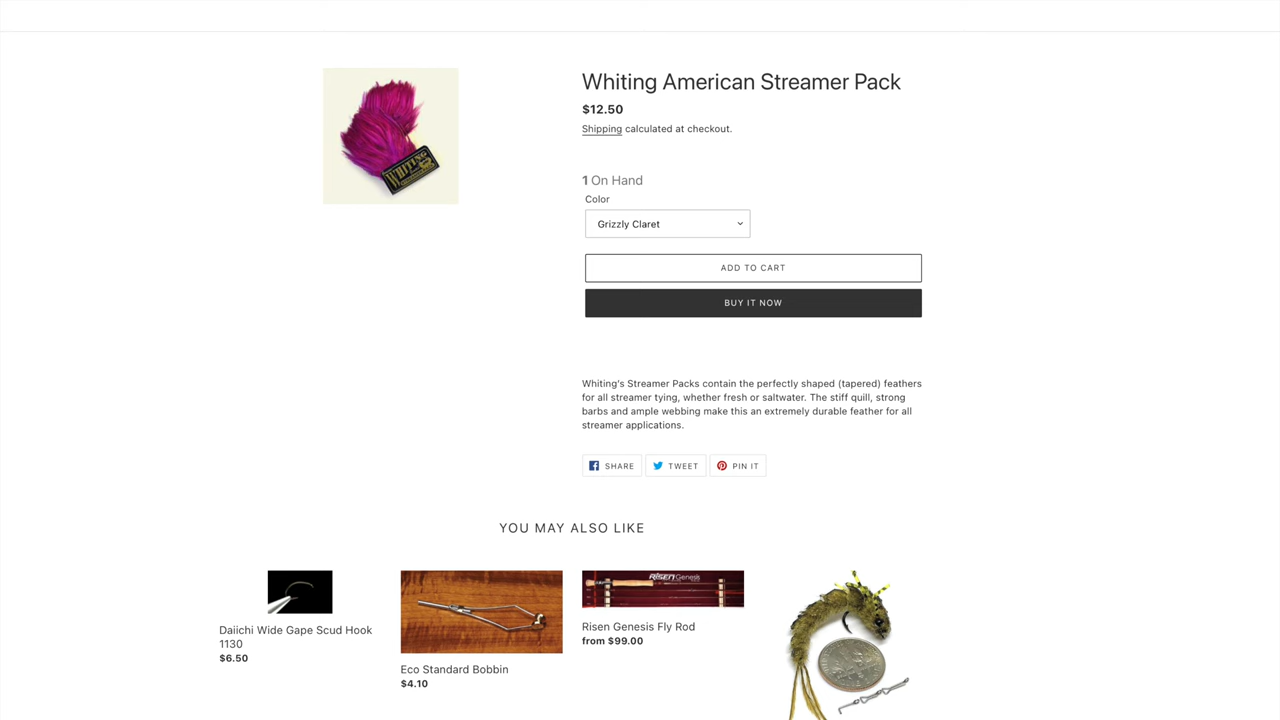 Whiting American Streamer Pack
$12.50
Shipping calculated at checkout.
1 On Hand
Color
Grizzly Claret
ADD TO CART
BUY IT NOW
Whiting's Streamer Packs contain the perfectly shaped (tapered) feathers
for all streamer tying, whether fresh or saltwater. The stiff quill, strong
barbs and ample webbing make this an extremely durable feather for all
streamer applications.
SHARE TWEET PIN IT
WHITING
YOU MAY ALSO LIKE
Daiichi Wide Gape Scud Hook
1130
$6.50
Eco Standard Bobbin
$4.10
RISEN Genesis
Risen Genesis Fly Rod
from $99.00